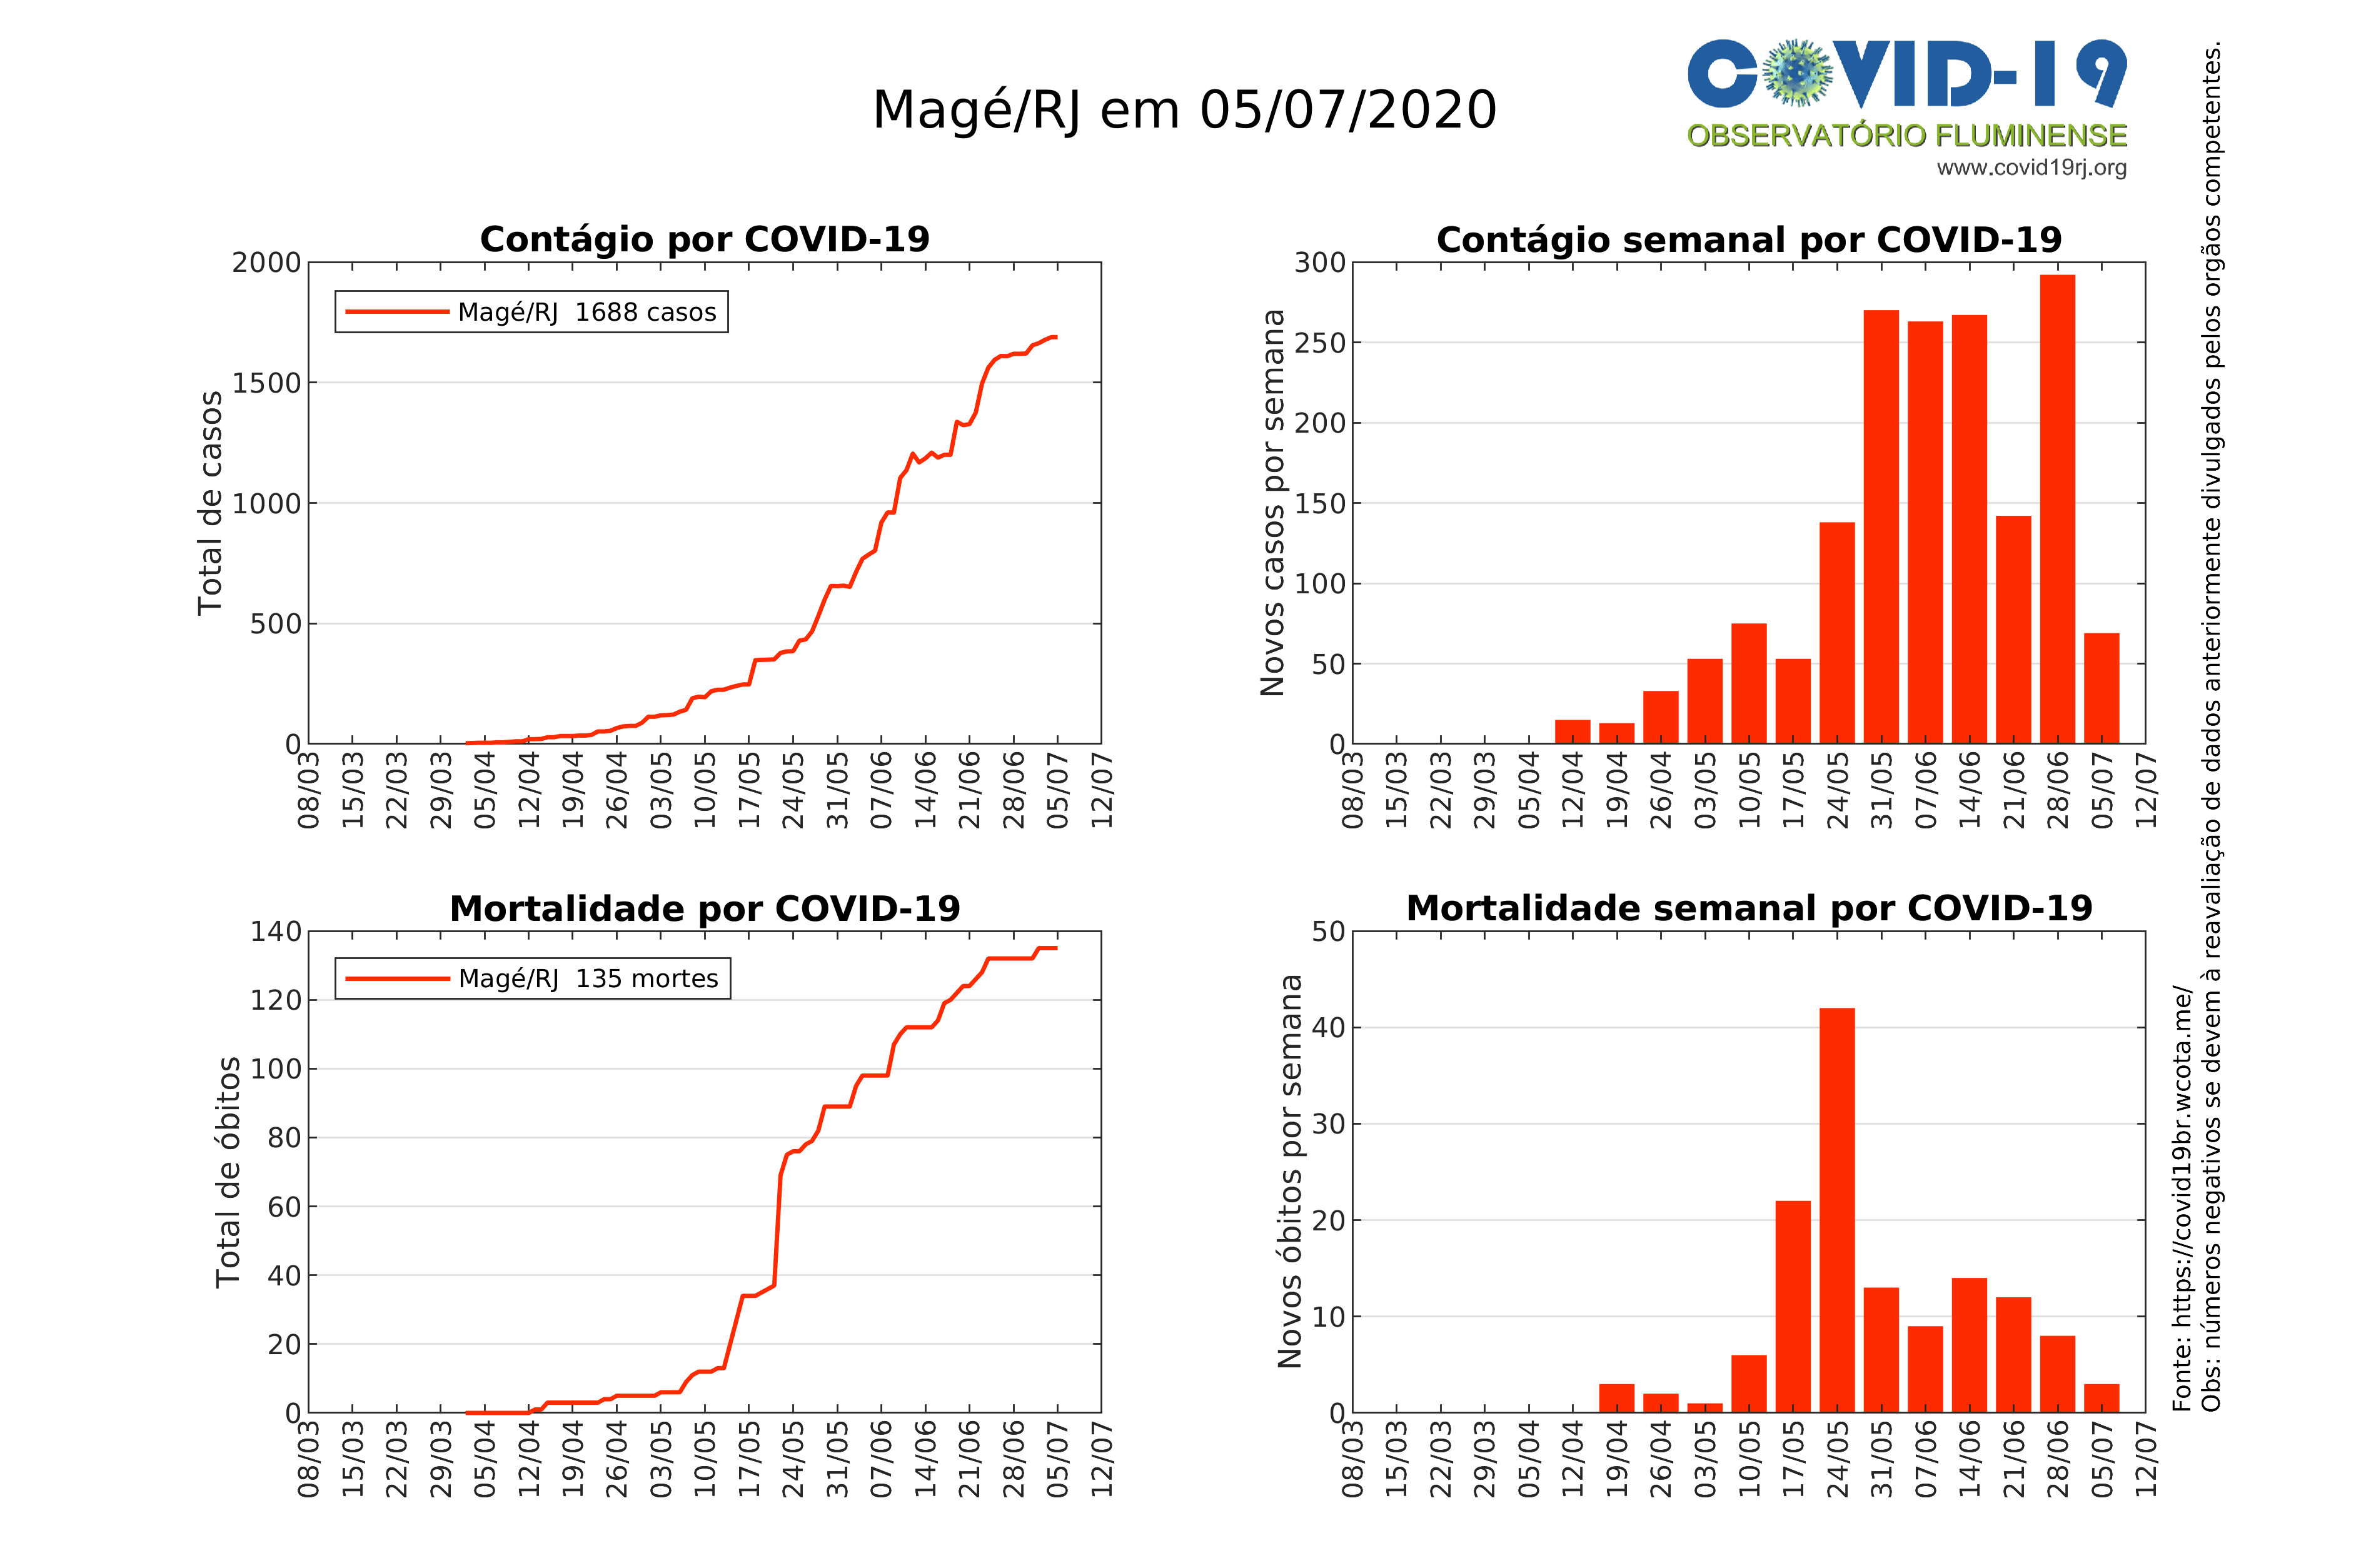 Magé/RJ em 05/07/2020
COVID-19
OBSERVATÓRIO FLUMINENSE
www.covid19rj.org
Contágio por COVID-19
Total de casos
2000
1500
1000
500
0
Magé/RJ  1688 casos
08/03 15/03 22/03 29/03 05/04 12/04 19/04 26/04 03/05 10/05 17/05 24/05 31/05 07/06 14/06 21/06 28/06 05/07 12/07
Contágio semanal por COVID-19
Novos casos por semana
300
250
200
150
100
50
0
08/03 15/03 22/03 29/03 05/04 12/04 19/04 26/04 03/05 10/05 17/05 24/05 31/05 07/06 14/06 21/06 28/06 05/07 12/07
Mortalidade por COVID-19
Total de óbitos
140
120
100
80
60
40
20
0
Magé/RJ  135 mortes
08/03 15/03 22/03 29/03 05/04 12/04 19/04 26/04 03/05 10/05 17/05 24/05 31/05 07/06 14/06 21/06 28/06 05/07 12/07
Mortalidade semanal por COVID-19
Novos óbitos por semana
50
40
30
20
10
0
08/03 15/03 22/03 29/03 05/04 12/04 19/04 26/04 03/05 10/05 17/05 24/05 31/05 07/06 14/06 21/06 28/06 05/07 12/07
Fonte: https://covid19br.wcota.me/
Obs: números negativos se devem à reavaliação de dados anteriormente divulgados pelos orgãos competentes.